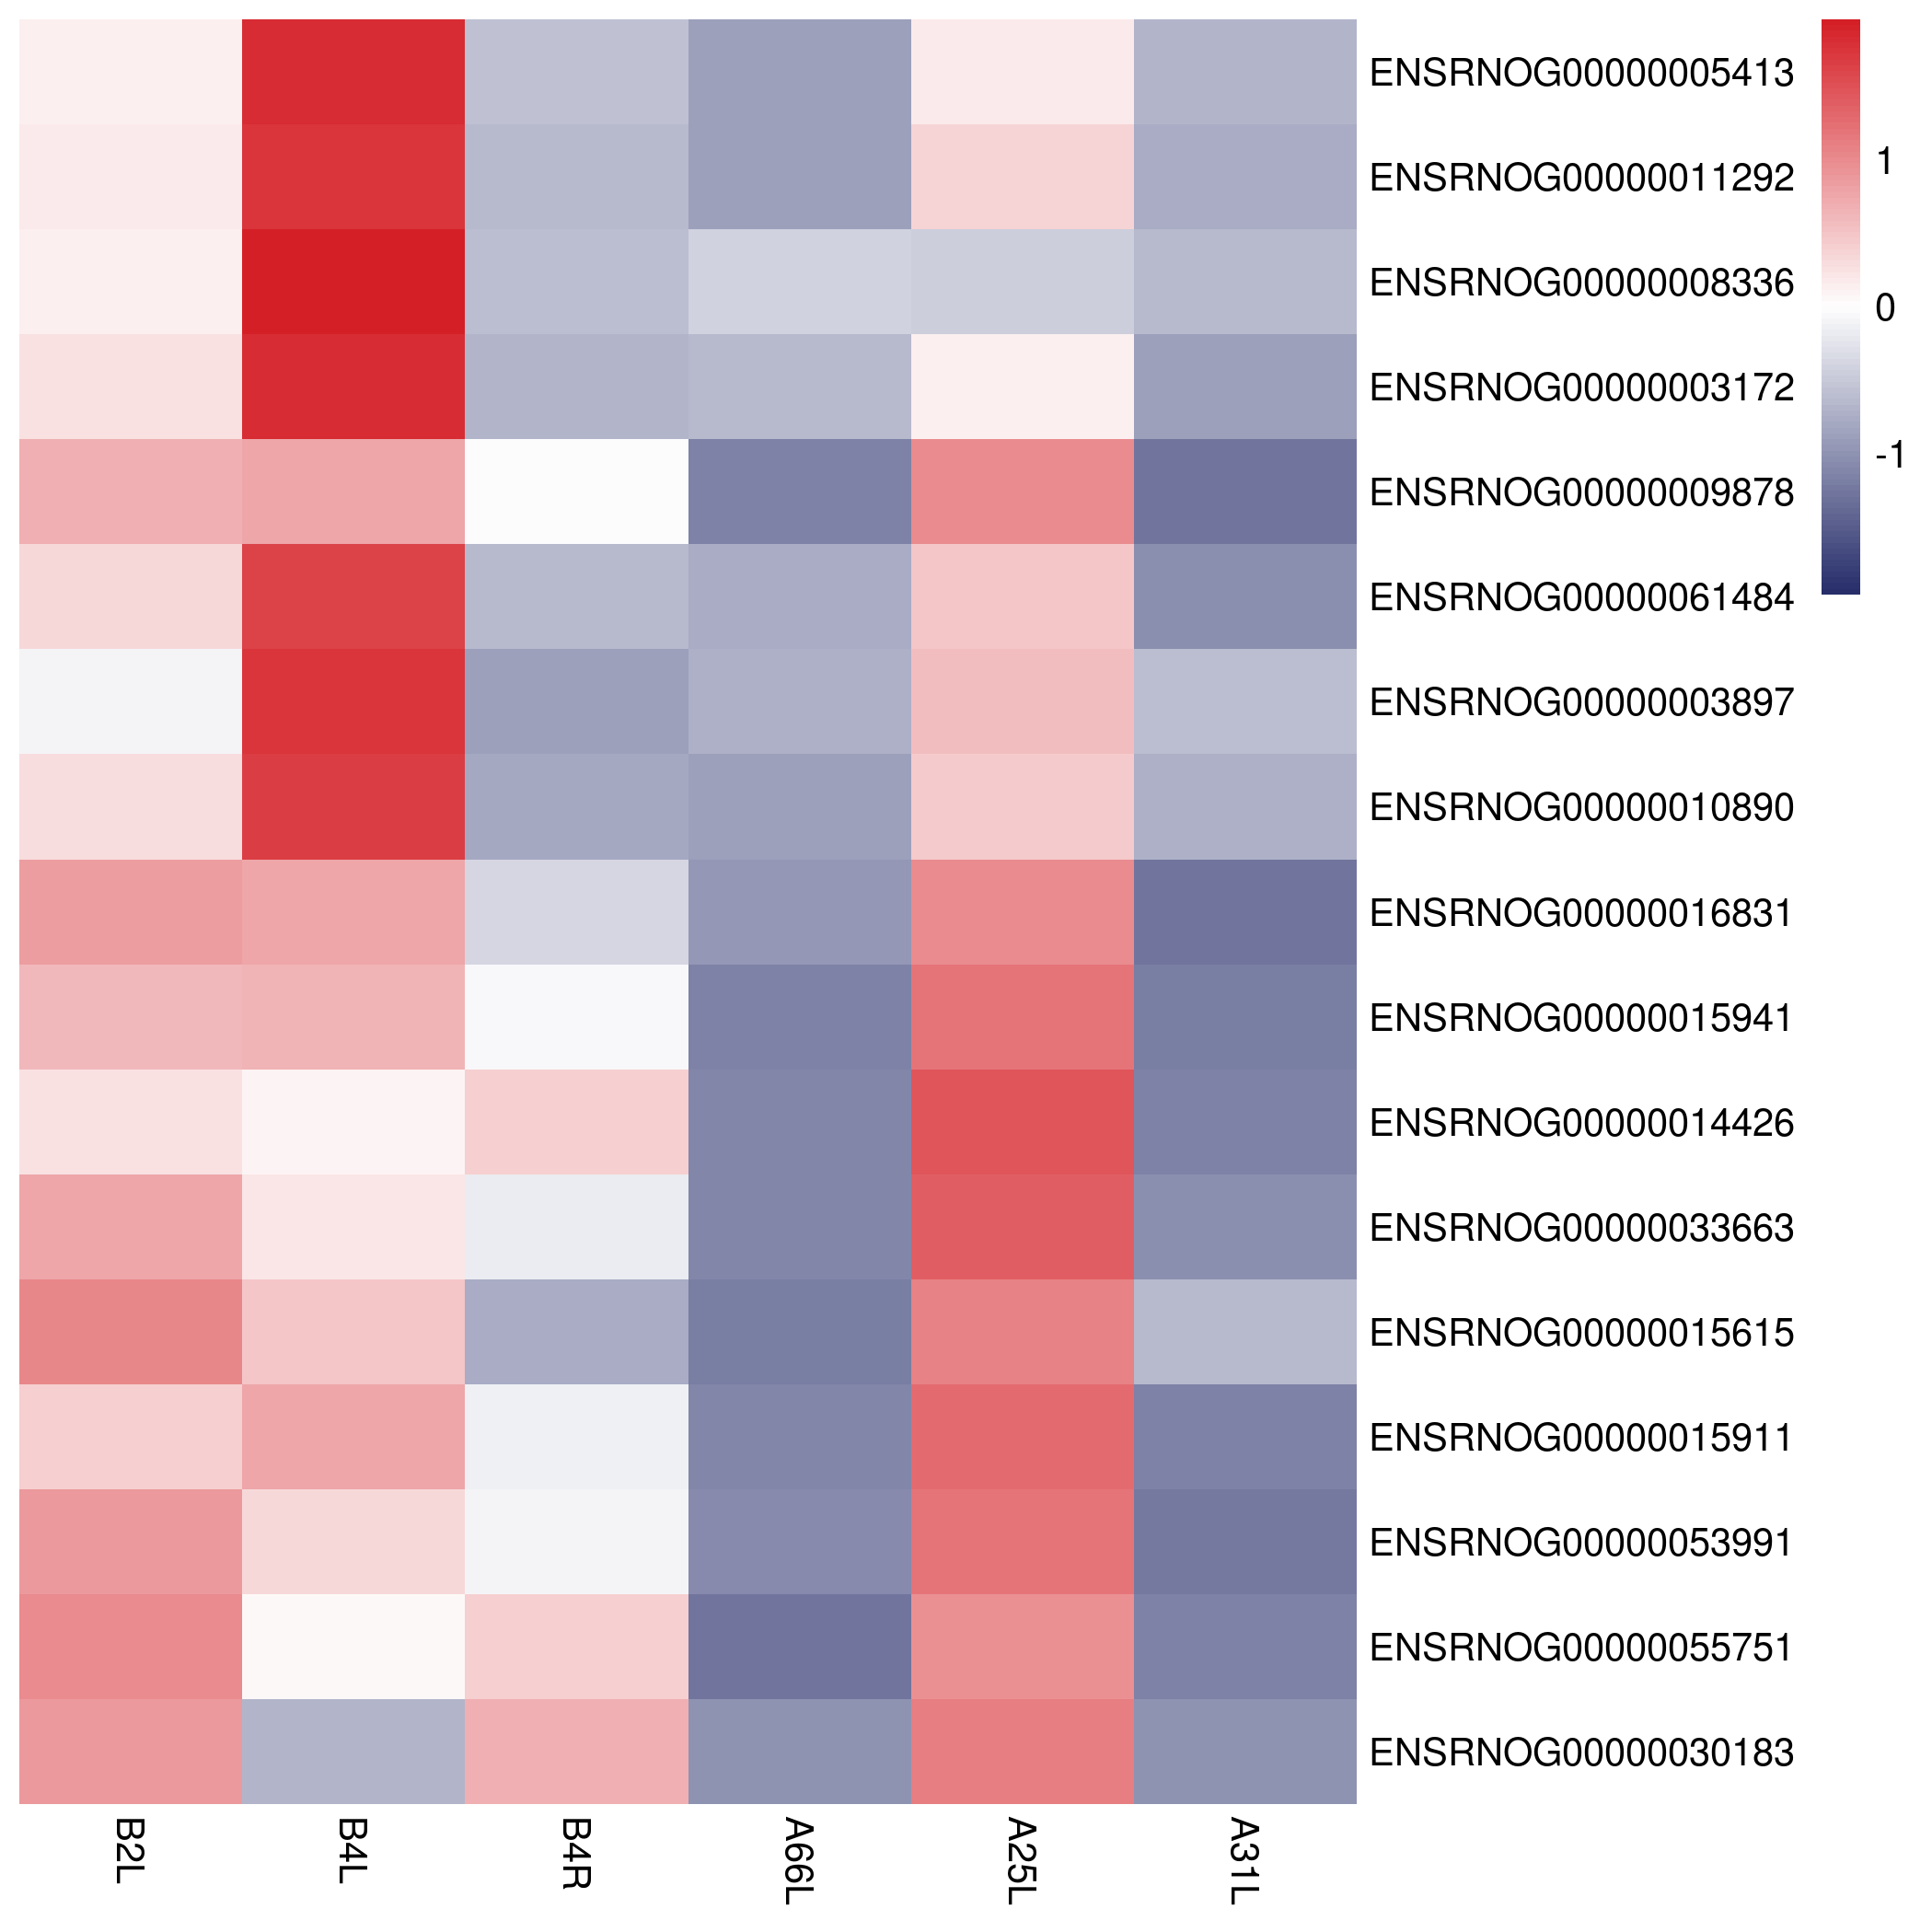 ENSRNOG00000005413
ENSRNOG00000011292
ENSRNOG00000008336
ENSRNOG00000003172
ENSRNOG00000009878
ENSRNOG00000061484
ENSRNOG00000003897
ENSRNOG00000010890
ENSRNOG00000016831
ENSRNOG00000015941
ENSRNOG00000014426
ENSRNOG00000033663
ENSRNOG00000015615
ENSRNOG00000015911
ENSRNOG00000053991
ENSRNOG00000055751
ENSRNOG00000030183
1
0
-1
B2L
B4L
B4R
A66L
A25L
A31L